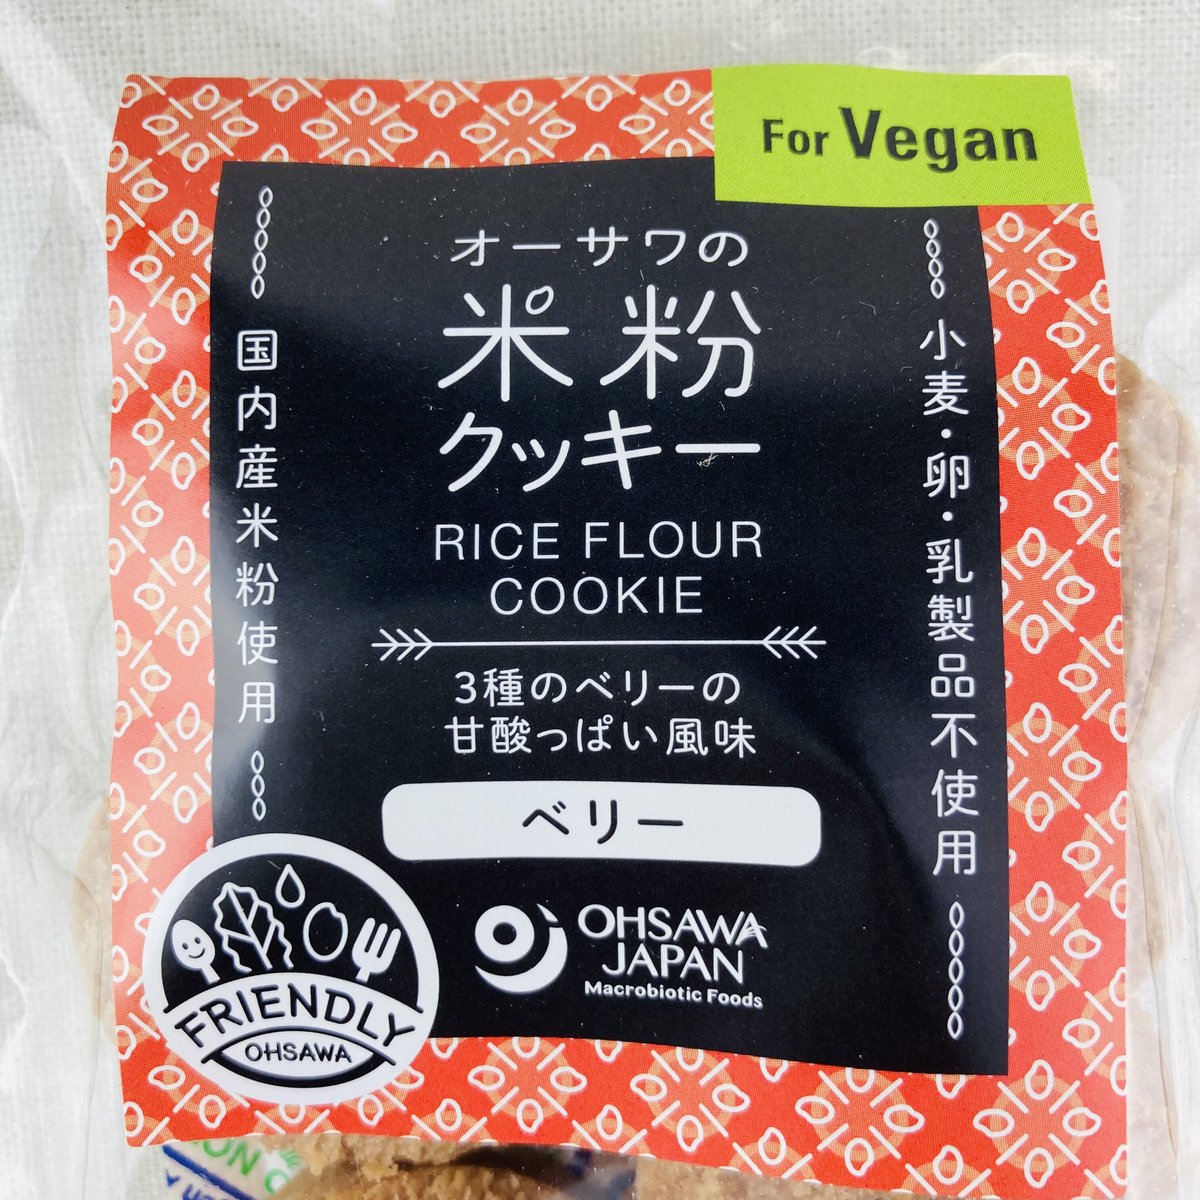 For Vegan
オーサワの
米粉
クッキー
RICE FLOUR
COOKIE
3種のベリーの
甘酸っぱい風味
ベリー
OHSAWA
JAPAN
Macrobiotic Foods
国内産米粉使用
小麦・卵・乳製品不使用
FRIENDLY
OHSAWA